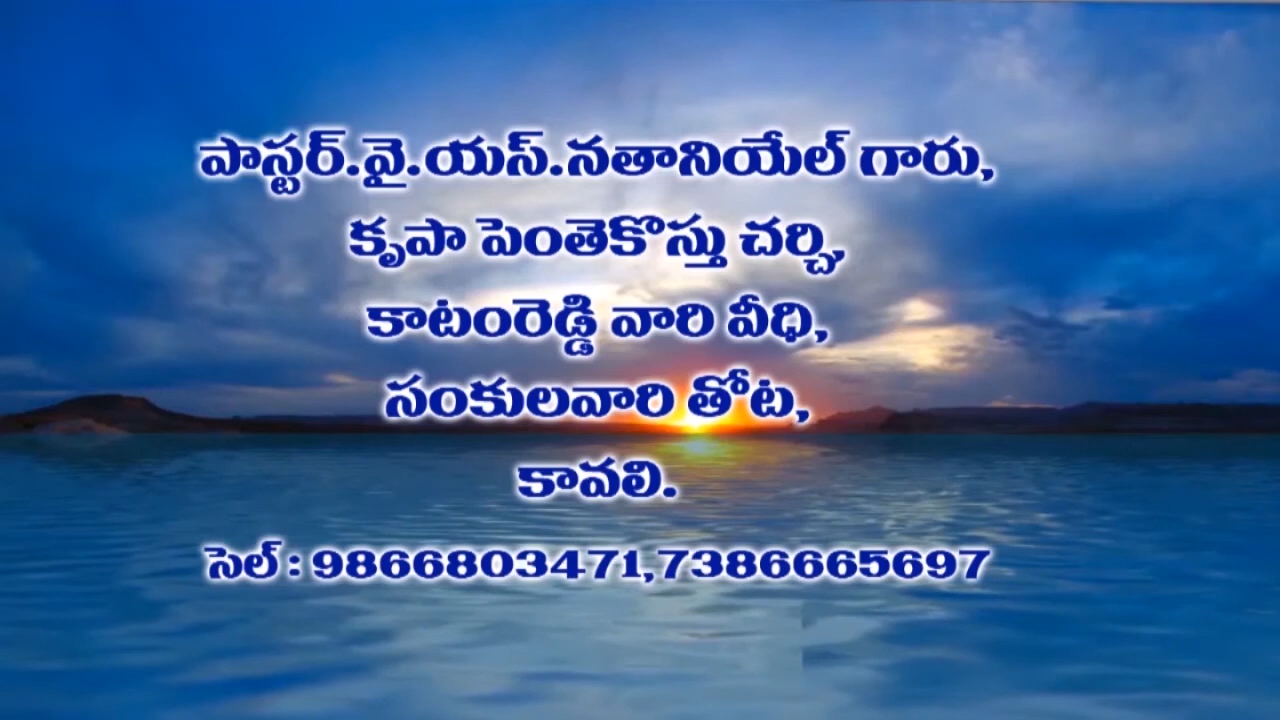 పాస్టర్.వై.యస్.నతానియేల్ గారు,
కృపా పెంతెకొస్తు చర్చి,
కాటంరెడ్డి వారి వీధి,
సంకులవారి తోట,
కావలి.
సెల్ : 9866803471,7386665697